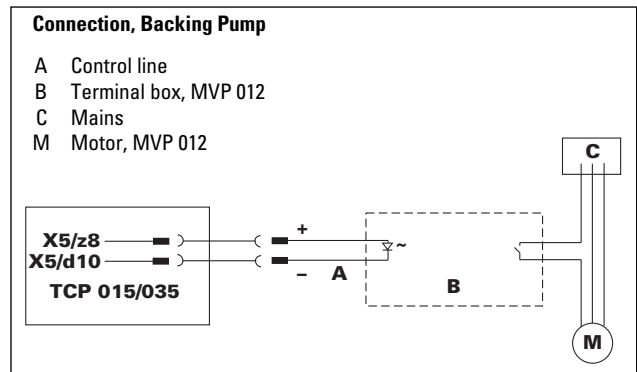 Connection, Backing Pump
A Control line
B Terminal box, MVP 012
C Mains
M Motor, MVP 012
C
X5/z8
+
~
X5/d10
–
A
B
TCP 015/035
M